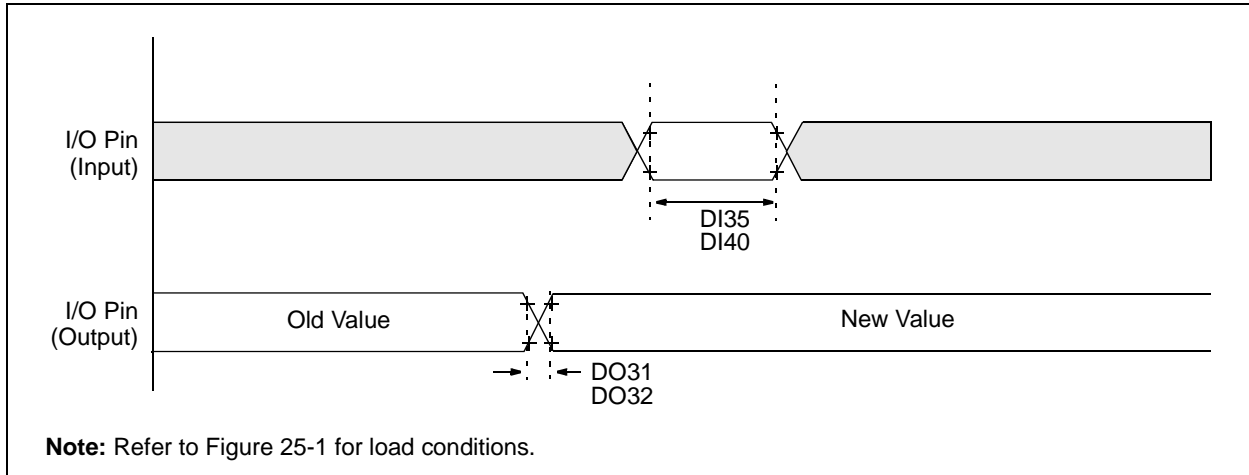 I/O Pin
(Input)
DI35
DI40
I/O Pin
(Output)
Old Value
New Value
DO31
DO32
Note: Refer to Figure 25-1 for load conditions.